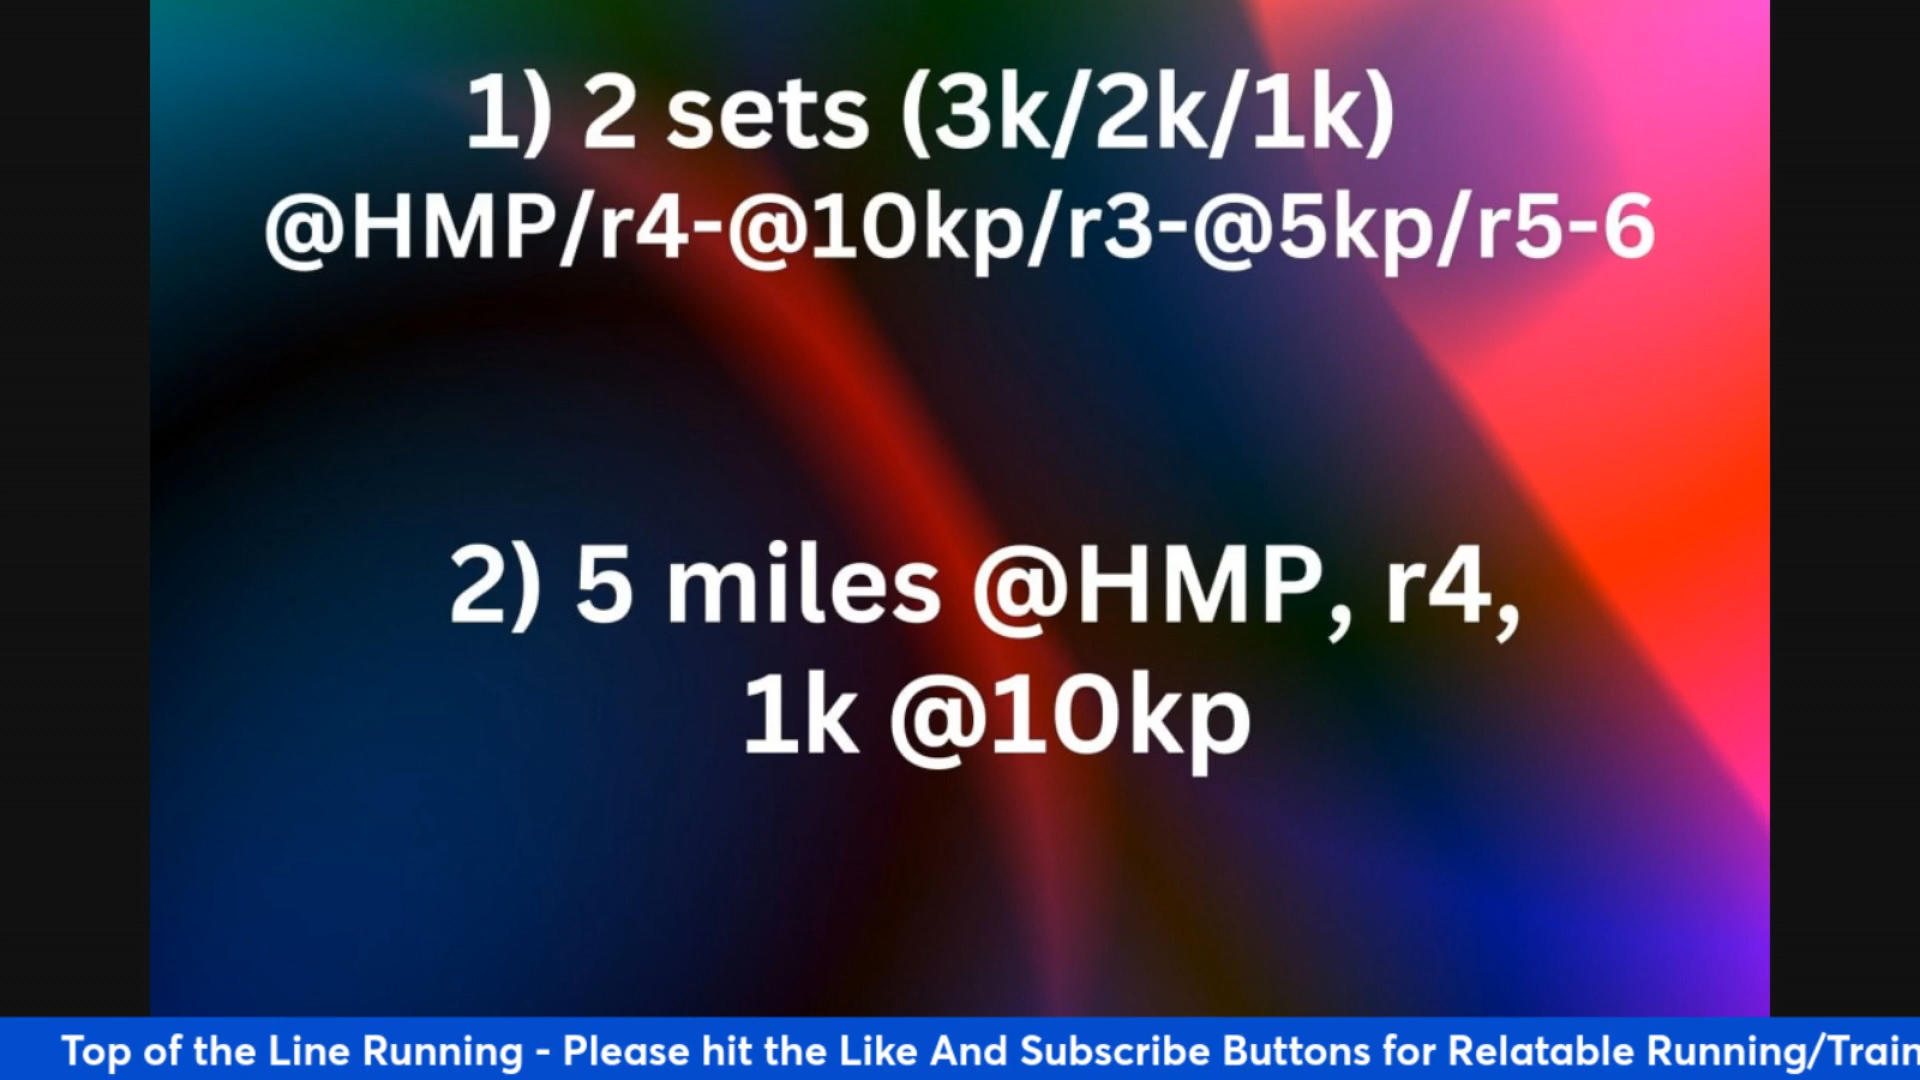 1) 2 sets (3k/2k/1k)
@HMP/r4-@10kp/r3-@5kp/r5-6
2) 5 miles @HMP, r4,
1k @10kp
Top of the Line Running - Please hit the Like And Subscribe Buttons for Relatable Running/Train